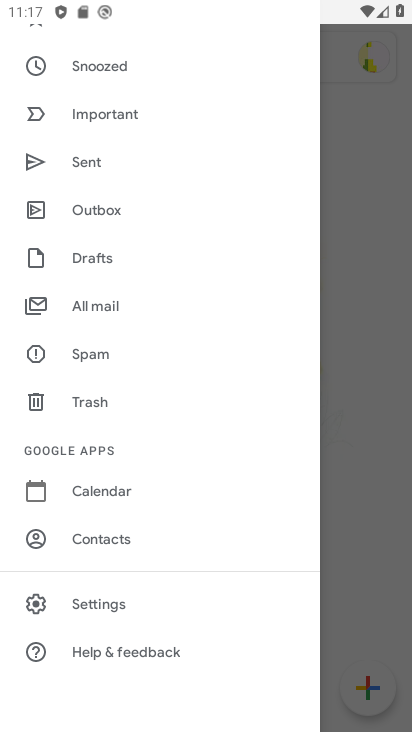 11:17
Snoozed
Important
Sent
Outbox
Drafts
All mail
Spam
Trash
GOOGLE APPS
Calendar
Contacts
Settings
Help & feedback